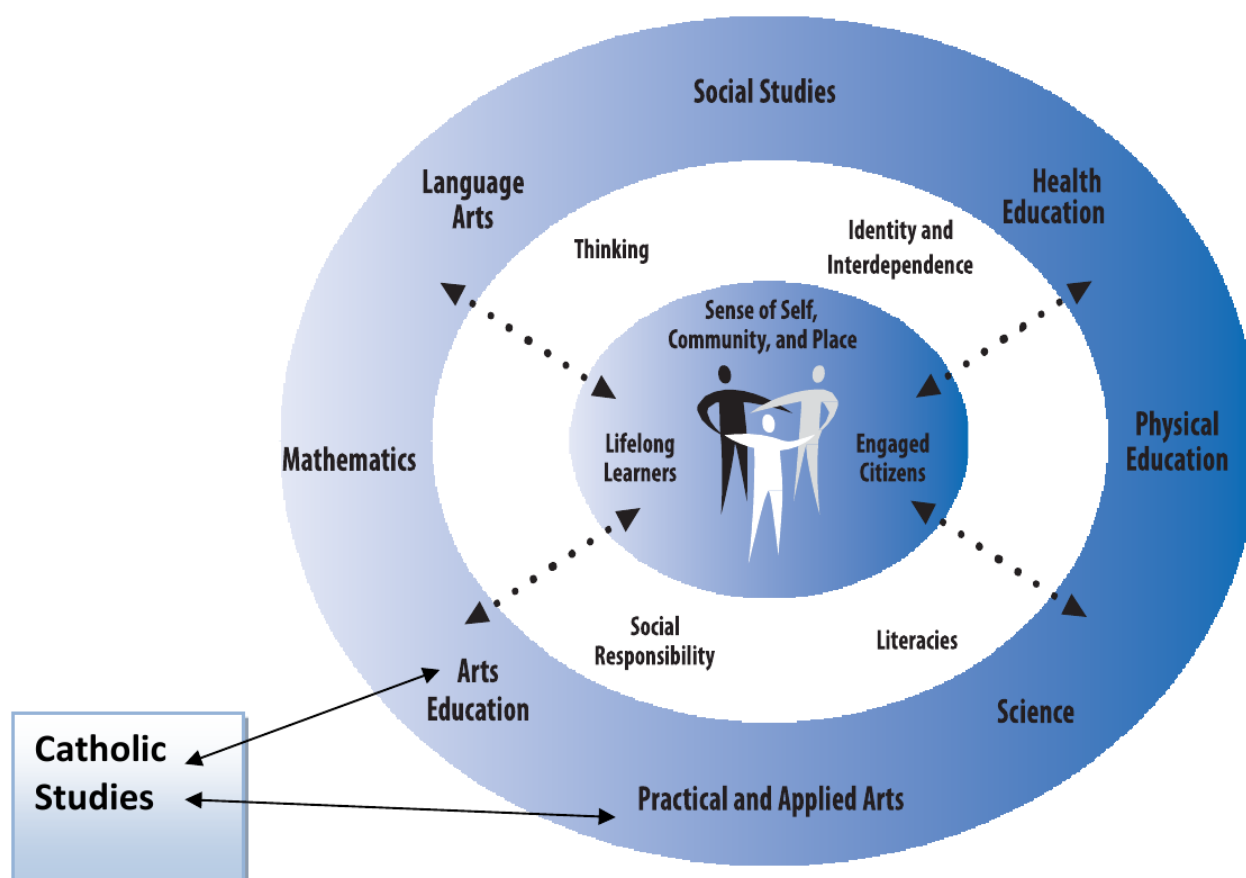 Social Studies
Language
Arts
Health
Education
Thinking
Identity and
Interdependence
Sense of Self,
Community, and Place
Mathematics
Lifelong
Learners
Engaged
Citizens
Physical
Education
Social
Responsibility
Literacies
Arts
Education
Science
Catholic
Studies
Practical and Applied Arts